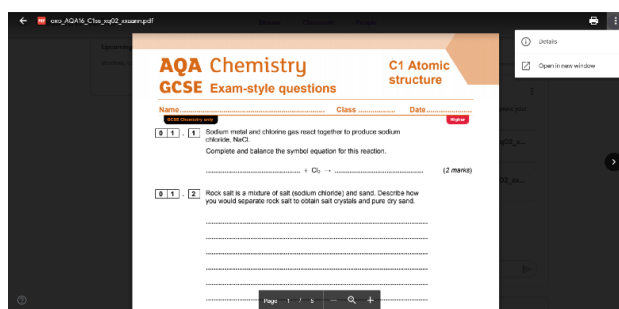 PDF oxo_AQA16_C1ss_xq02_xxaann.pdf
Details
Open in new window
Upcoming
AQA Chemistry
GCSE Exam-style questions
C1 Atomic
structure
Name Class Date
GCSE Chemistry only Higher
0 1 . 1 Sodium metal and chlorine gas react together to produce sodium
chloride, NaCl.
Complete and balance the symbol equation for this reaction.
+ Cl₂ → (2 marks)
0 1 . 2 Rock salt is a mixture of salt (sodium chloride) and sand. Describe how
you would separate rock salt to obtain salt crystals and pure dry sand.
Page 1 / 5